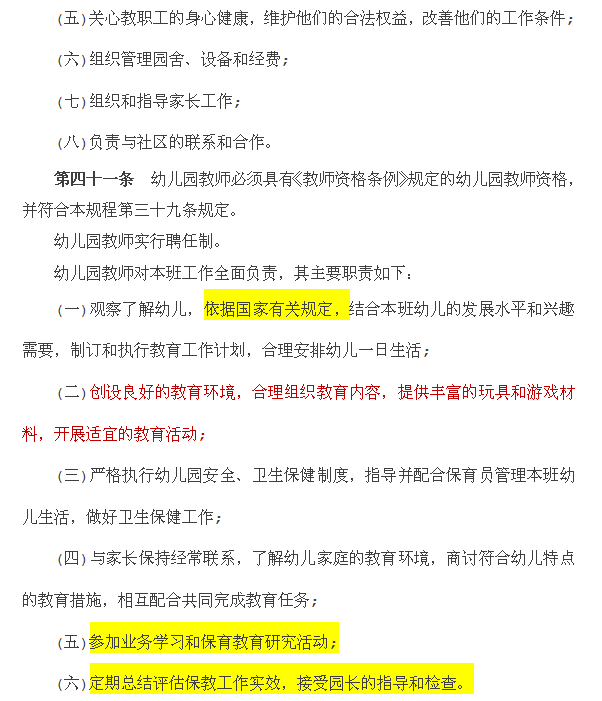 (五)关心教职工的身心健康，维护他们的合法权益，改善他们的工作条件；
(六)组织管理园舍、设备和经费；
(七)组织和指导家长工作；
(八)负责与社区的联系和合作。
第四十一条　幼儿园教师必须具有《教师资格条例》规定的幼儿园教师资格，
并符合本规程第三十九条规定。
幼儿园教师实行聘任制。
幼儿园教师对本班工作全面负责，其主要职责如下：
(一)观察了解幼儿，依据国家有关规定，结合本班幼儿的发展水平和兴趣
需要，制订和执行教育工作计划，合理安排幼儿一日生活；
(二)创设良好的教育环境，合理组织教育内容，提供丰富的玩具和游戏材
料，开展适宜的教育活动；
(三)严格执行幼儿园安全、卫生保健制度，指导并配合保育员管理本班幼
儿生活，做好卫生保健工作；
(四)与家长保持经常联系，了解幼儿家庭的教育环境，商讨符合幼儿特点
的教育措施，相互配合共同完成教育任务；
(五)参加业务学习和保育教育研究活动；
(六)定期总结评估保教工作实效，接受园长的指导和检查。